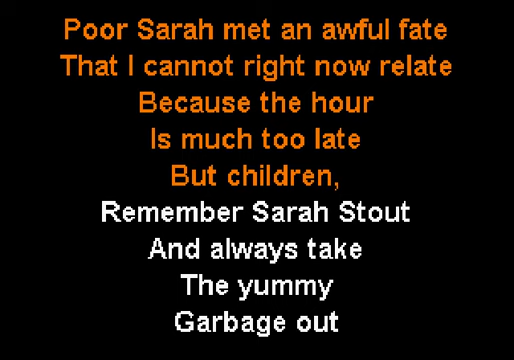 Poor Sarah met an awful fate
That I cannot right now relate
Because the hour
Is much too late
But children,
Remember Sarah Stout
And always take
The yummy
Garbage out